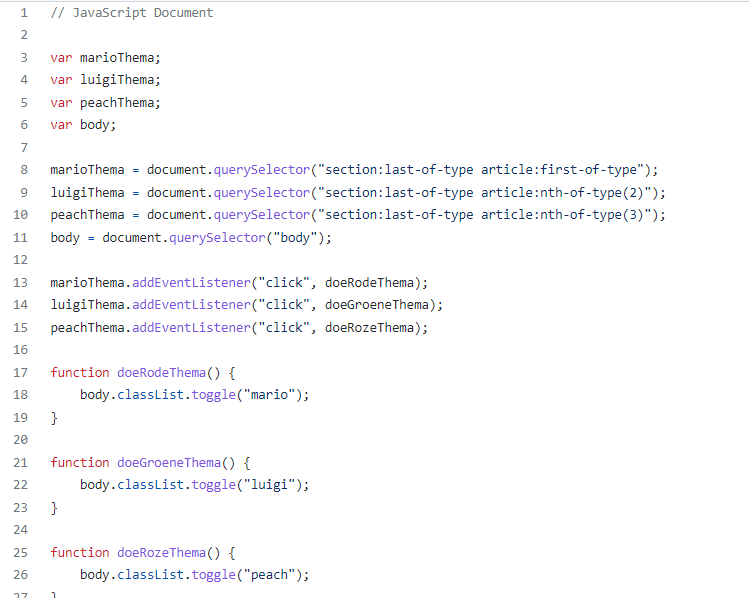 1 // JavaScript Document
2
3 var marioThema;
4 var luigiThema;
5 var peachThema;
6 var body;
7
8 marioThema = document.querySelector("section:last-of-type article:first-of-type");
9 luigiThema = document.querySelector("section:last-of-type article:nth-of-type(2)");
10 peachThema = document.querySelector("section:last-of-type article:nth-of-type(3)");
11 body = document.querySelector("body");
12
13 marioThema.addEventListener("click", doeRodeThema);
14 luigiThema.addEventListener("click", doeGroeneThema);
15 peachThema.addEventListener("click", doeRozeThema);
16
17 function doeRodeThema() {
18     body.classList.toggle("mario");
19 }
20
21 function doeGroeneThema() {
22     body.classList.toggle("luigi");
23 }
24
25 function doeRozeThema() {
26     body.classList.toggle("peach");
27 }